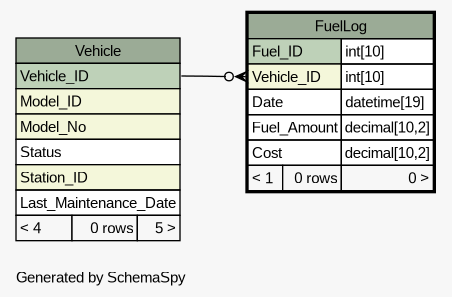 Vehicle
Vehicle_ID
Model_ID
Model_No
Status
Station_ID
Last_Maintenance_Date
< 4 0 rows 5 >
FuelLog
Fuel_ID int[10]
Vehicle_ID int[10]
Date datetime[19]
Fuel_Amount decimal[10,2]
Cost decimal[10,2]
< 1 0 rows 0 >
Generated by SchemaSpy